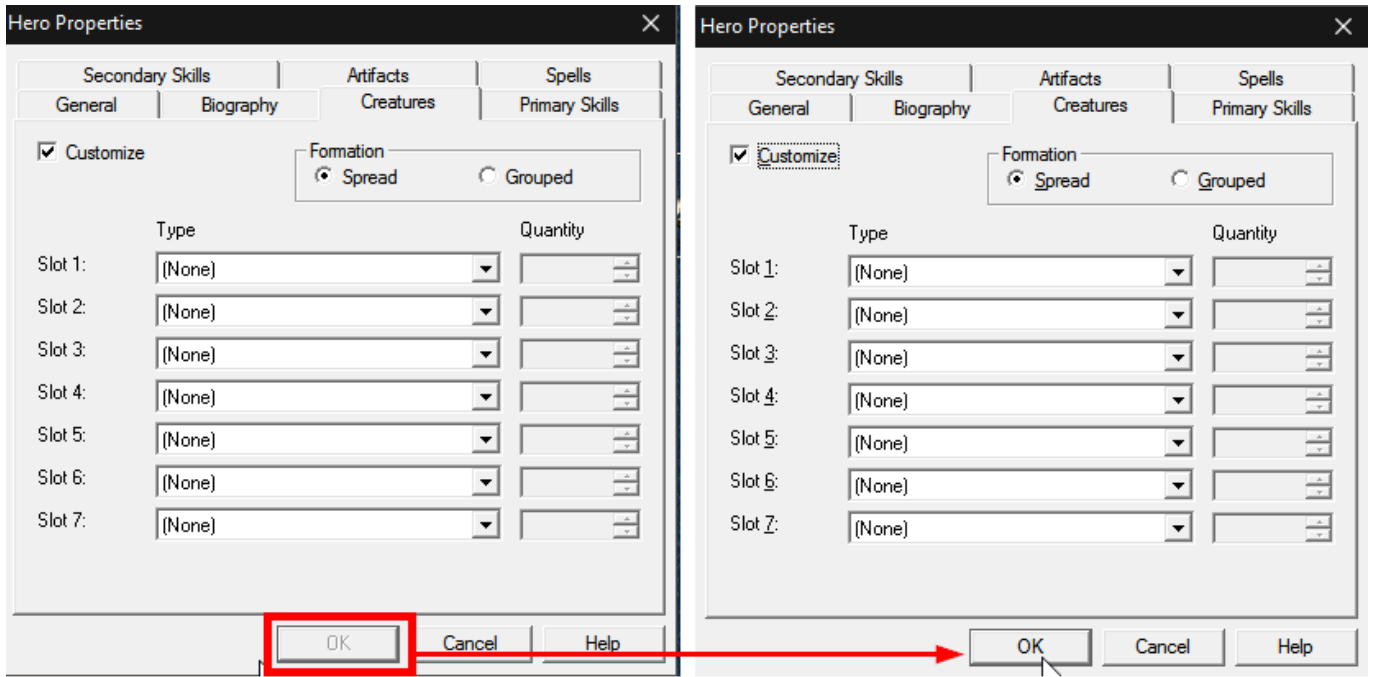 Hero Properties
Secondary Skills Artifacts Spells
General Biography Creatures Primary Skills
Customize
Formation
Spread Grouped
Type Quantity
Slot 1: (None)
Slot 2: (None)
Slot 3: (None)
Slot 4: (None)
Slot 5: (None)
Slot 6: (None)
Slot 7: (None)
OK Cancel Help
Hero Properties
Secondary Skills Artifacts Spells
General Biography Creatures Primary Skills
Customize
Formation
Spread Grouped
Type Quantity
Slot 1: (None)
Slot 2: (None)
Slot 3: (None)
Slot 4: (None)
Slot 5: (None)
Slot 6: (None)
Slot 7: (None)
OK Cancel Help